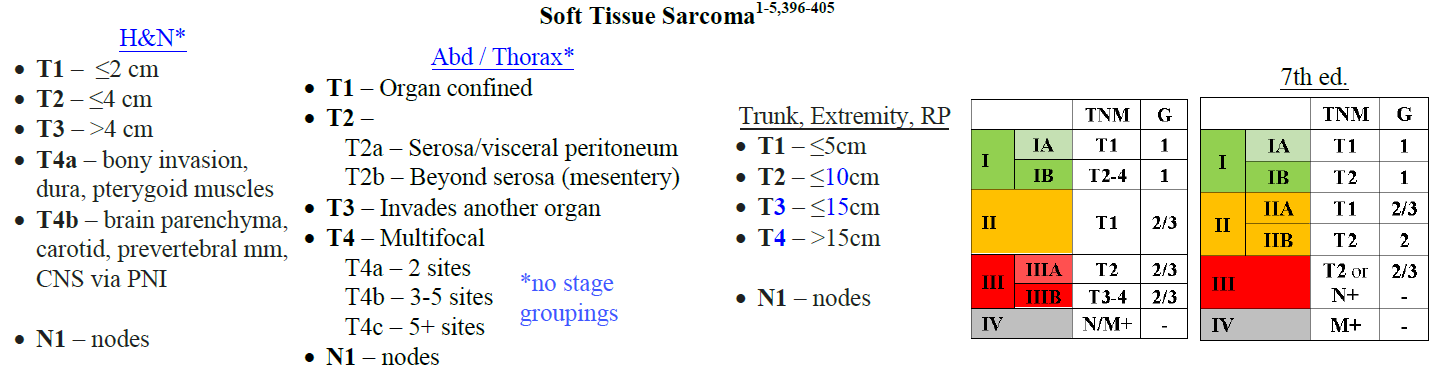 Soft Tissue Sarcoma1-5,396-405
H&N*
• T1 – ≤2 cm
• T2 – ≤4 cm
• T3 – >4 cm
• T4a – bony invasion,
dura, pterygoid muscles
• T4b – brain parenchyma,
carotid, prevertebral mm,
CNS via PNI
• N1 – nodes
Abd / Thorax*
• T1 – Organ confined
• T2 –
T2a – Serosa/visceral peritoneum
T2b – Beyond serosa (mesentery)
• T3 – Invades another organ
• T4 – Multifocal
T4a – 2 sites
T4b – 3-5 sites
T4c – 5+ sites
• N1 – nodes
*no stage
groupings
Trunk, Extremity, RP
• T1 – ≤5cm
• T2 – ≤10cm
• T3 – ≤15cm
• T4 – >15cm
• N1 – nodes
TNM G
I IA T1 1
IB T2-4 1
II T1 2/3
III IIIA T2 2/3
IIIB T3-4 2/3
IV N/M+ -
7th ed.
TNM G
I IA T1 1
IB T2 1
II IIA T1 2/3
IIB T2 2
III T2 or 2/3
N+ -
IV M+ -